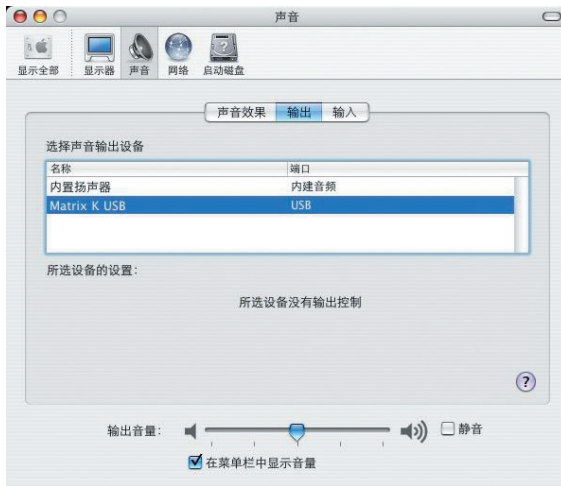 声音
显示全部 显示器 声音 网络 启动磁盘
声音效果 输出 输入
选择声音输出设备
名称 端口
内置扬声器 内建音频
Matrix K USB USB
所选设备的设置:
所选设备没有输出控制
?
输出音量: 静音
在菜单栏中显示音量